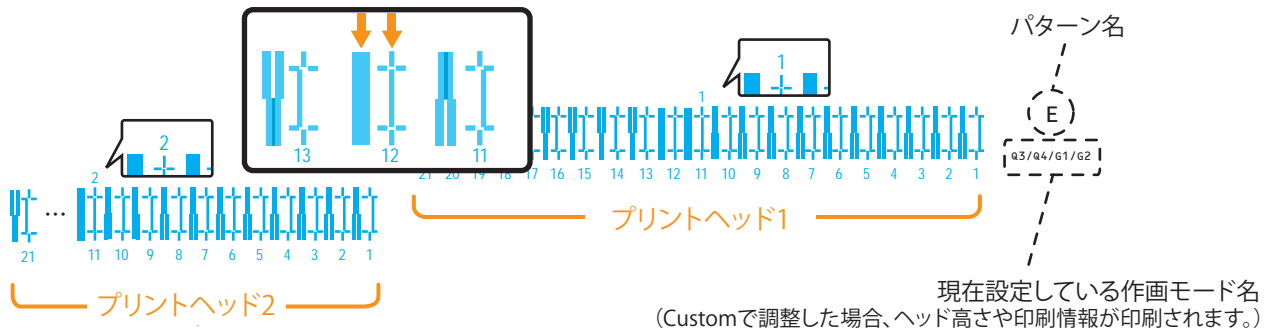 パターン名
E
Q3/Q4/G1/G2
1
1
13 12 11
21 20 19 18 17 16 15 14 13 12 11 10 9 8 7 6 5 4 3 2 1
プリントヘッド1
2
2
21 ... 11 10 9 8 7 6 5 4 3 2 1
プリントヘッド2
現在設定している作画モード名
（Customで調整した場合、ヘッド高さや印刷情報が印刷されます。）